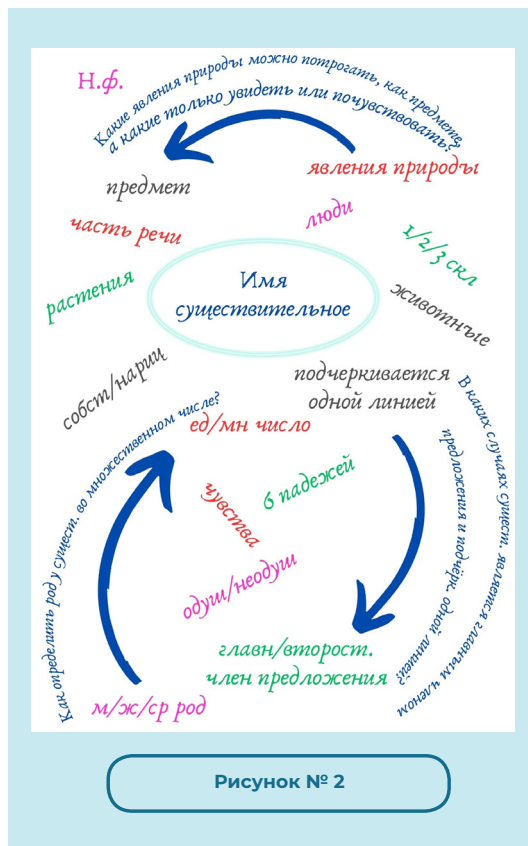 Н.ф.
Какие явления природы можно потрогать, как предмете,
а какие только увидеть или почувствовать?
явления природы
предмет
люди
часть речи
1/2/3 скл
растения
Имя
существительное
животные
собст/нариц
подчеркивается
одной линией
ед/мн число
6 падежей
чувства
одуш/неодуш
Как определить род у сущест. во множественном числе?
В каких случаях сущест. является главным членом
предложения и подчёрк. одной линией?
главн/второст.
член предложения
м/ж/ср род
Рисунок № 2